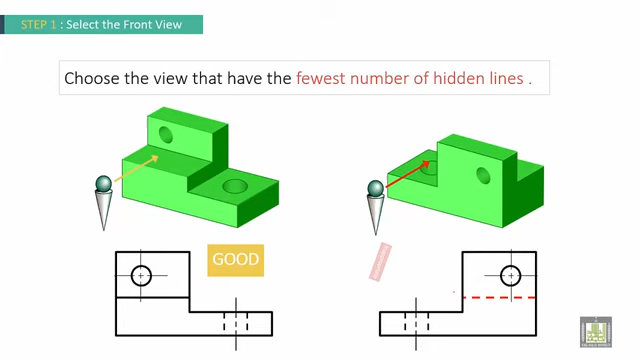 STEP 1 : Select the Front View
Choose the view that have the fewest number of hidden lines .
GOOD